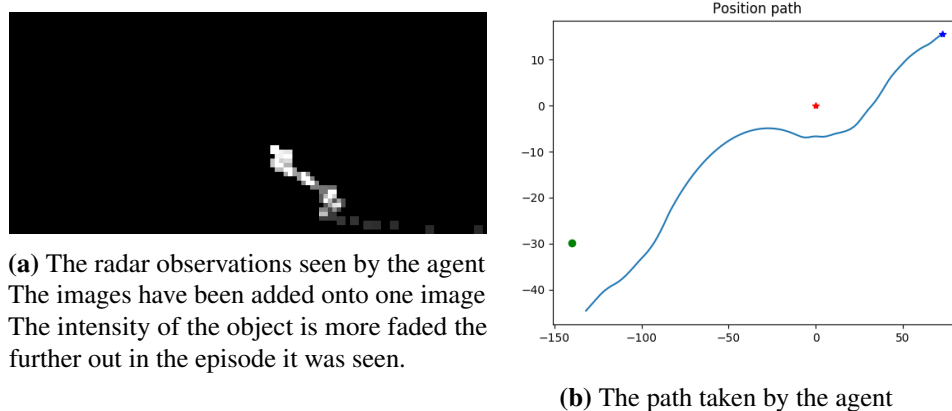 Position path
10
0
−10
−20
−30
−40
−150
−100
−50
0
50
(a) The radar observations seen by the agent
The images have been added onto one image
The intensity of the object is more faded the
further out in the episode it was seen.
(b) The path taken by the agent